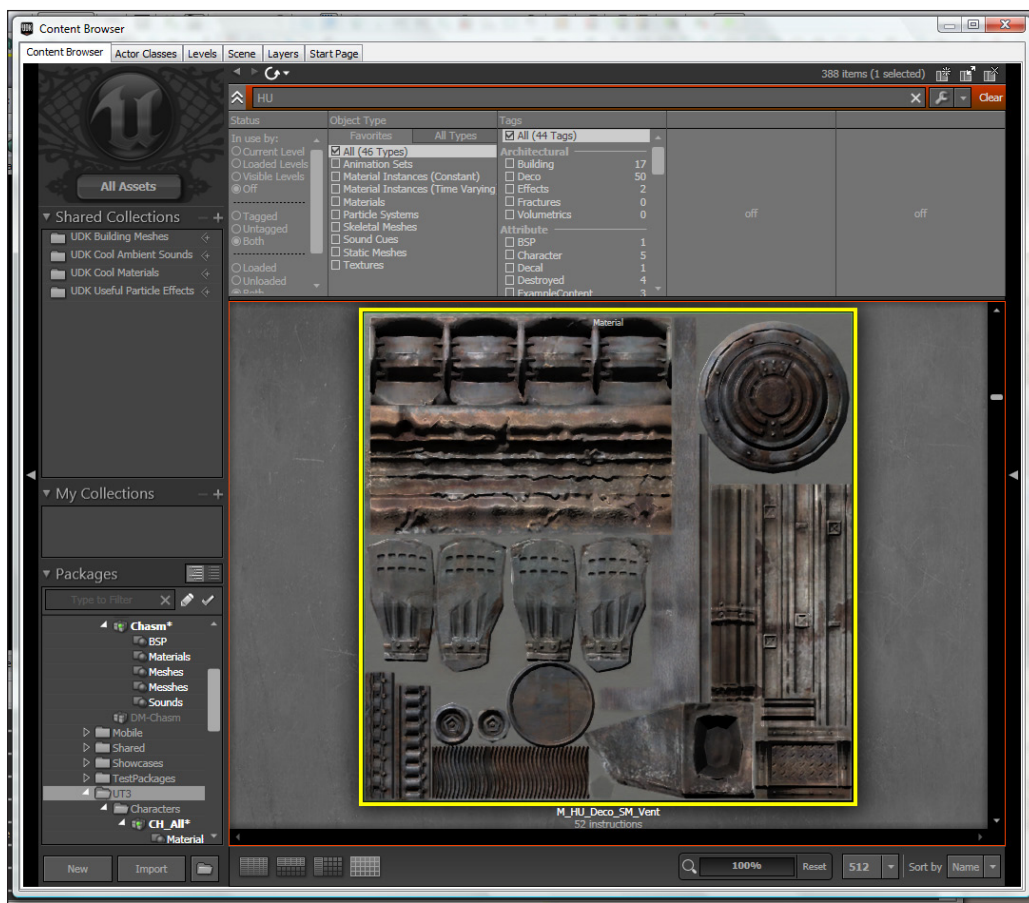 Content Browser
Content Browser Actor Classes Levels Scene Layers Start Page
388 items (1 selected)
HU
Clear
Status
In use by:
Current Level
Loaded Levels
Visible Levels
Off
Tagged
Untagged
Both
Loaded
Unloaded
Both
Object Type
Favorites All Types
All (46 Types)
Animation Sets
Material Instances (Constant)
Material Instances (Time Varying
Materials
Particle Systems
Skeletal Meshes
Sound Cues
Static Meshes
Textures
Tags
All (44 Tags)
Architectural
Building 17
Deco 50
Effects 2
Fractures 0
Volumetrics 0
Attribute
BSP 1
Character 5
Decal 1
Destroyed 4
ExampleContent 3
off
off
All Assets
Shared Collections
UDK Building Meshes
UDK Cool Ambient Sounds
UDK Cool Materials
UDK Useful Particle Effects
My Collections
Packages
Type to Filter
Chasm*
BSP
Materials
Meshes
Messhes
Sounds
DM-Chasm
Mobile
Shared
Showcases
TestPackages
UT3
Characters
CH_All*
Material
New Import
Material
M_HU_Deco_SM_Vent
52 instructions
100% Reset 512 Sort by Name